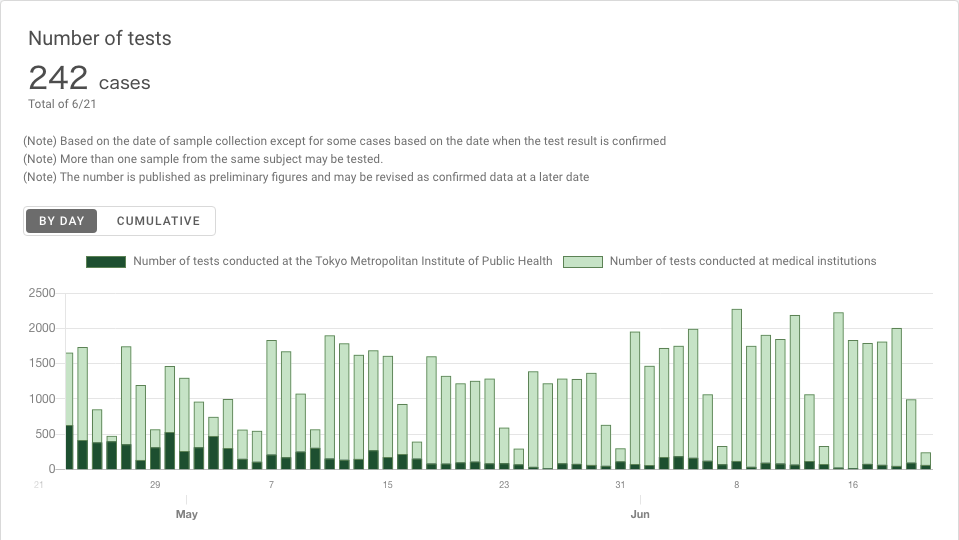 Number of tests
242 cases
Total of 6/21
(Note) Based on the date of sample collection except for some cases based on the date when the test result is confirmed
(Note) More than one sample from the same subject may be tested.
(Note) The number is published as preliminary figures and may be revised as confirmed data at a later date
BY DAY CUMULATIVE
Number of tests conducted at the Tokyo Metropolitan Institute of Public Health Number of tests conducted at medical institutions
2500
2000
1500
1000
500
0
21 29 7 15 23 31 8 16
May Jun